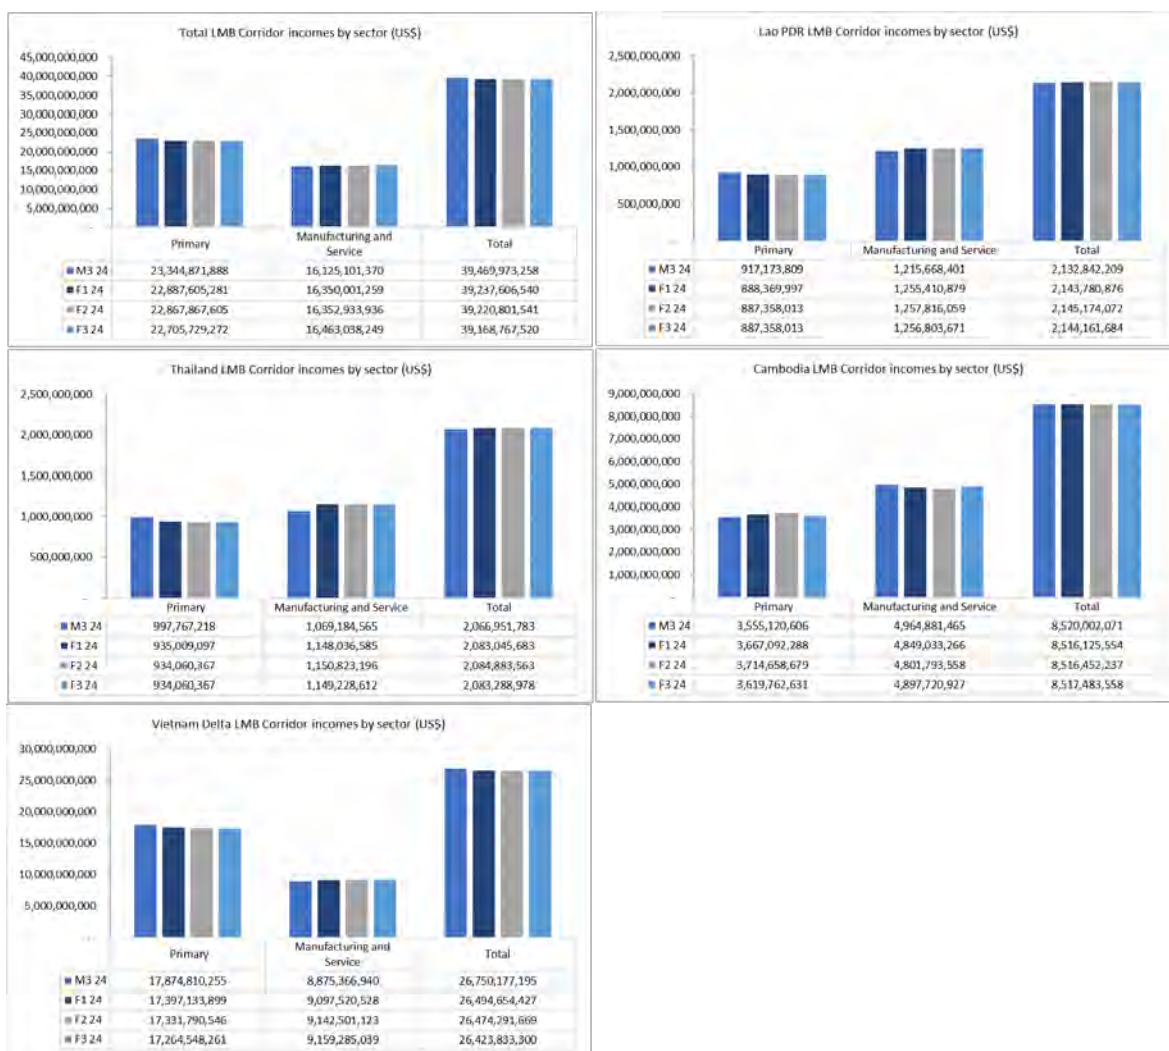 Total LMB Corridor incomes by sector (US$)
45,000,000,000
40,000,000,000
35,000,000,000
30,000,000,000
25,000,000,000
20,000,000,000
15,000,000,000
10,000,000,000
5,000,000,000
-
Primary Manufacturing and Service Total
M3 24 23,344,871,888 16,125,101,370 39,469,973,258
F1 24 22,887,605,281 16,350,001,259 39,237,606,540
F2 24 22,867,867,605 16,352,933,936 39,220,801,541
F3 24 22,705,729,272 16,463,038,249 39,168,767,520
Lao PDR LMB Corridor incomes by sector (US$)
2,500,000,000
2,000,000,000
1,500,000,000
1,000,000,000
500,000,000
-
Primary Manufacturing and Service Total
M3 24 917,173,809 1,215,668,401 2,132,842,209
F1 24 888,369,997 1,255,410,879 2,143,780,876
F2 24 887,358,013 1,257,816,059 2,145,174,072
F3 24 887,358,013 1,256,803,671 2,144,161,684
Thailand LMB Corridor incomes by sector (US$)
2,500,000,000
2,000,000,000
1,500,000,000
1,000,000,000
500,000,000
-
Primary Manufacturing and Service Total
M3 24 997,767,218 1,069,184,565 2,066,951,783
F1 24 935,009,097 1,148,036,585 2,083,045,683
F2 24 934,060,367 1,150,823,196 2,084,883,563
F3 24 934,060,367 1,149,228,612 2,083,288,978
Cambodia LMB Corridor incomes by sector (US$)
9,000,000,000
8,000,000,000
7,000,000,000
6,000,000,000
5,000,000,000
4,000,000,000
3,000,000,000
2,000,000,000
1,000,000,000
-
Primary Manufacturing and Service Total
M3 24 3,555,120,606 4,964,881,465 8,520,002,071
F1 24 3,667,092,288 4,849,033,266 8,516,125,554
F2 24 3,714,658,679 4,801,793,558 8,516,452,237
F3 24 3,619,762,631 4,897,720,927 8,517,483,558
Vietnam Delta LMB Corridor incomes by sector (US$)
30,000,000,000
25,000,000,000
20,000,000,000
15,000,000,000
10,000,000,000
5,000,000,000
-
Primary Manufacturing and Service Total
M3 24 17,874,810,255 8,875,366,940 26,750,177,195
F1 24 17,397,133,899 9,097,520,528 26,494,654,427
F2 24 17,331,790,546 9,142,501,123 26,474,291,669
F3 24 17,264,548,261 9,159,285,039 26,423,833,300